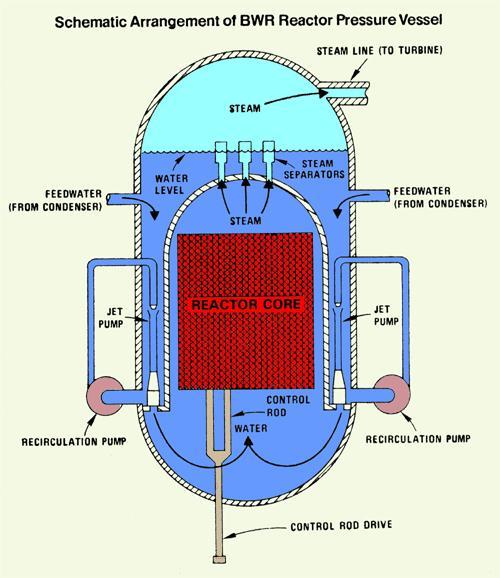 Schematic Arrangement of BWR Reactor Pressure Vessel
STEAM LINE (TO TURBINE)
STEAM
WATER
LEVEL
STEAM
SEPARATORS
FEEDWATER
(FROM CONDENSER)
FEEDWATER
(FROM CONDENSER)
STEAM
REACTOR CORE
JET
PUMP
JET
PUMP
CONTROL
ROD
WATER
RECIRCULATION PUMP
RECIRCULATION PUMP
CONTROL ROD DRIVE